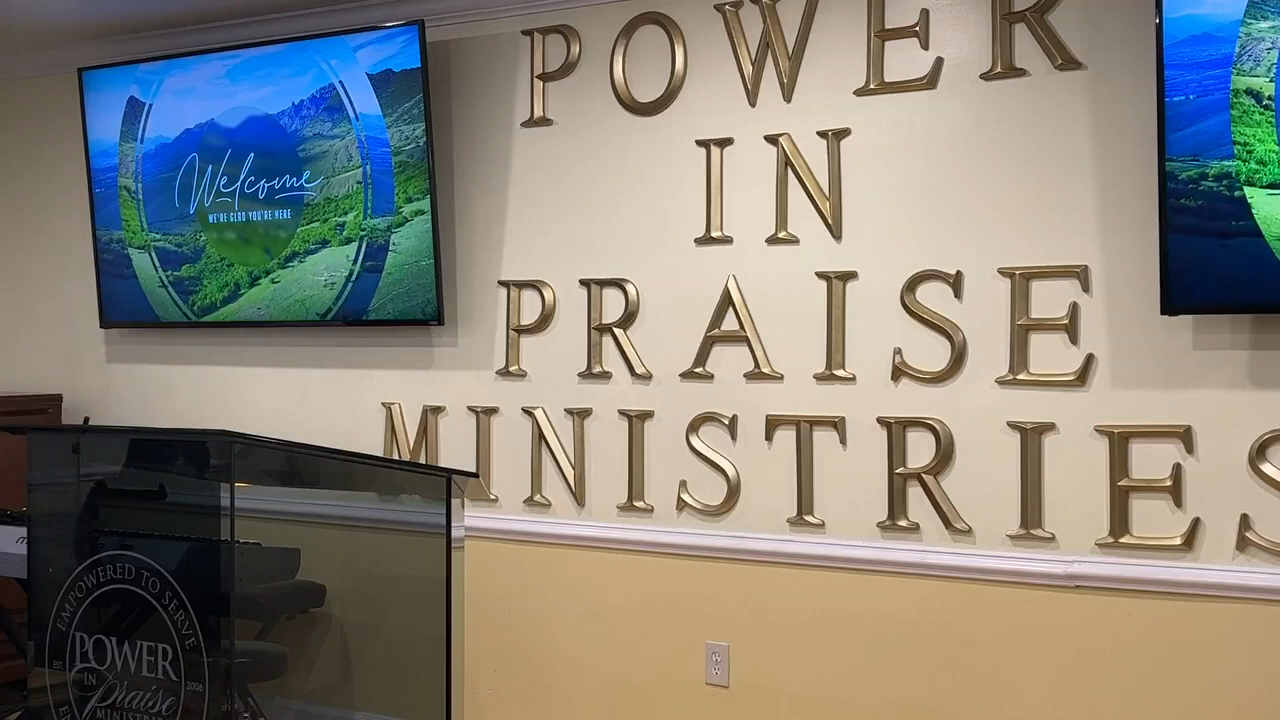 POWER
IN
PRAISE
MINISTRIES
Welcome
WE'RE GLAD YOU'RE HERE
EMPOWERED TO SERVE
EST. 2006
POWER
IN
Praise